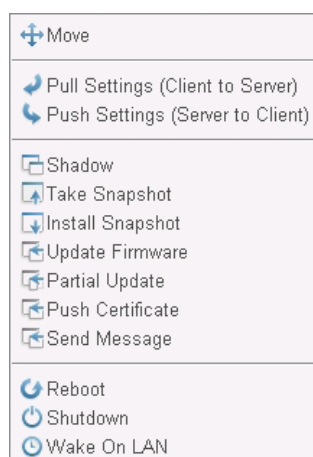 Move
Pull Settings (Client to Server)
Push Settings (Server to Client)
Shadow
Take Snapshot
Install Snapshot
Update Firmware
Partial Update
Push Certificate
Send Message
Reboot
Shutdown
Wake On LAN